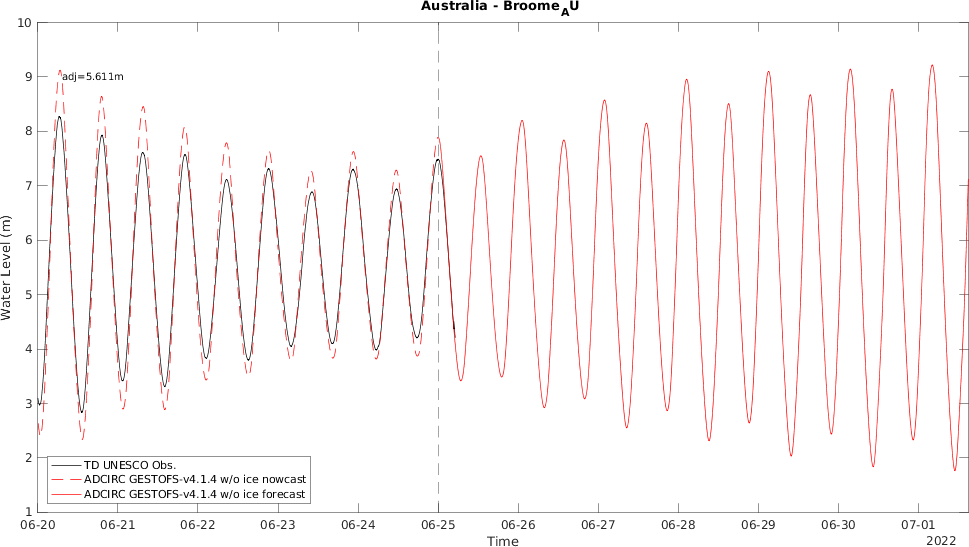 Australia - Broome_AU
10
9
8
7
6
5
4
3
2
1
Water Level (m)
adj=5.611m
TD UNESCO Obs.
ADCIRC GESTOFS-v4.1.4 w/o ice nowcast
ADCIRC GESTOFS-v4.1.4 w/o ice forecast
06-20 06-21 06-22 06-23 06-24 06-25 06-26 06-27 06-28 06-29 06-30 07-01
Time
2022